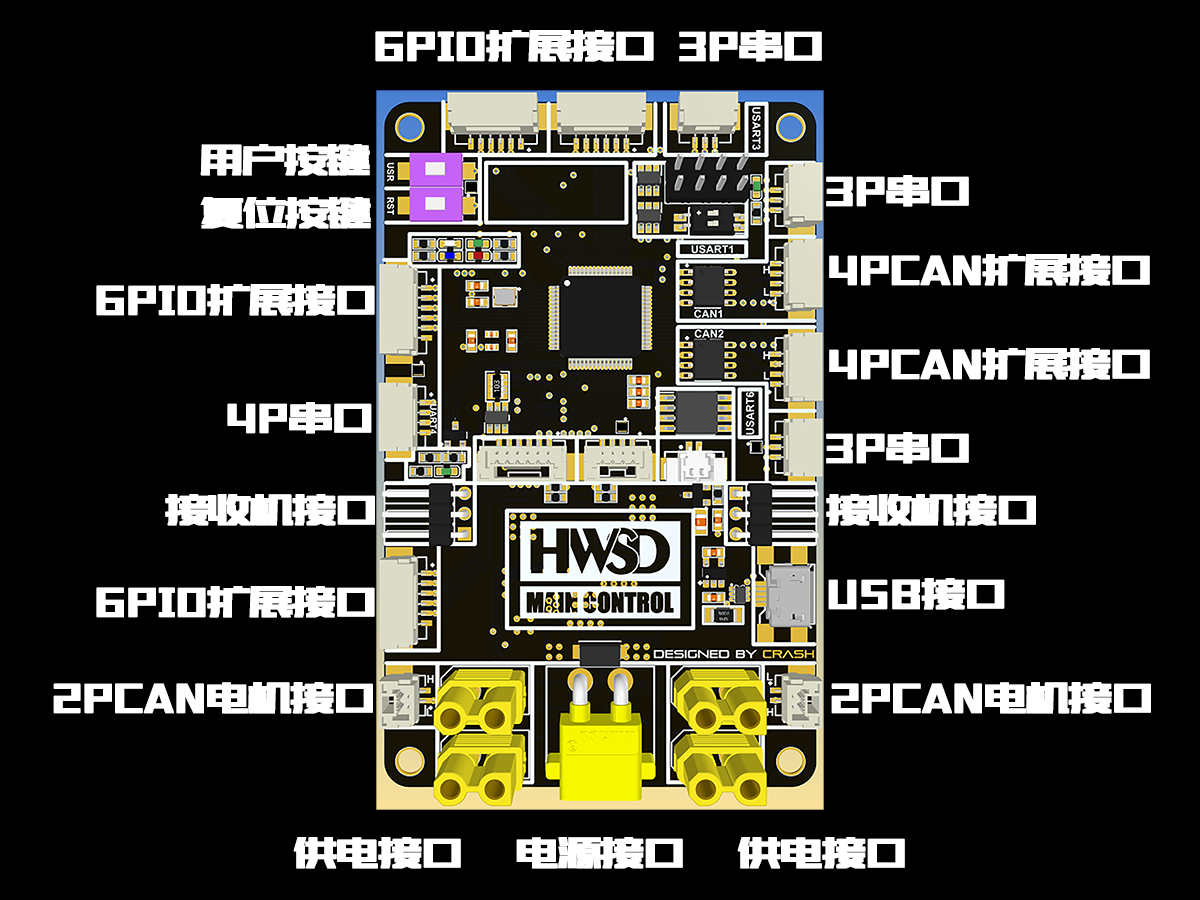 6PIO扩展接口 3P串口
USART3
用户按键
USR
复位按键
RST
3P串口
USART1
4PCAN扩展接口
H
L
CAN1
6PIO扩展接口
CAN2
4PCAN扩展接口
H
L
103
4P串口
UART4
USART6
3P串口
接收机接口
接收机接口
HWSD
MAIN CONTROL
6PIO扩展接口
USB接口
DESIGNED BY CRASH
2PCAN电机接口
H
L
L
H
2PCAN电机接口
供电接口 电源接口 供电接口